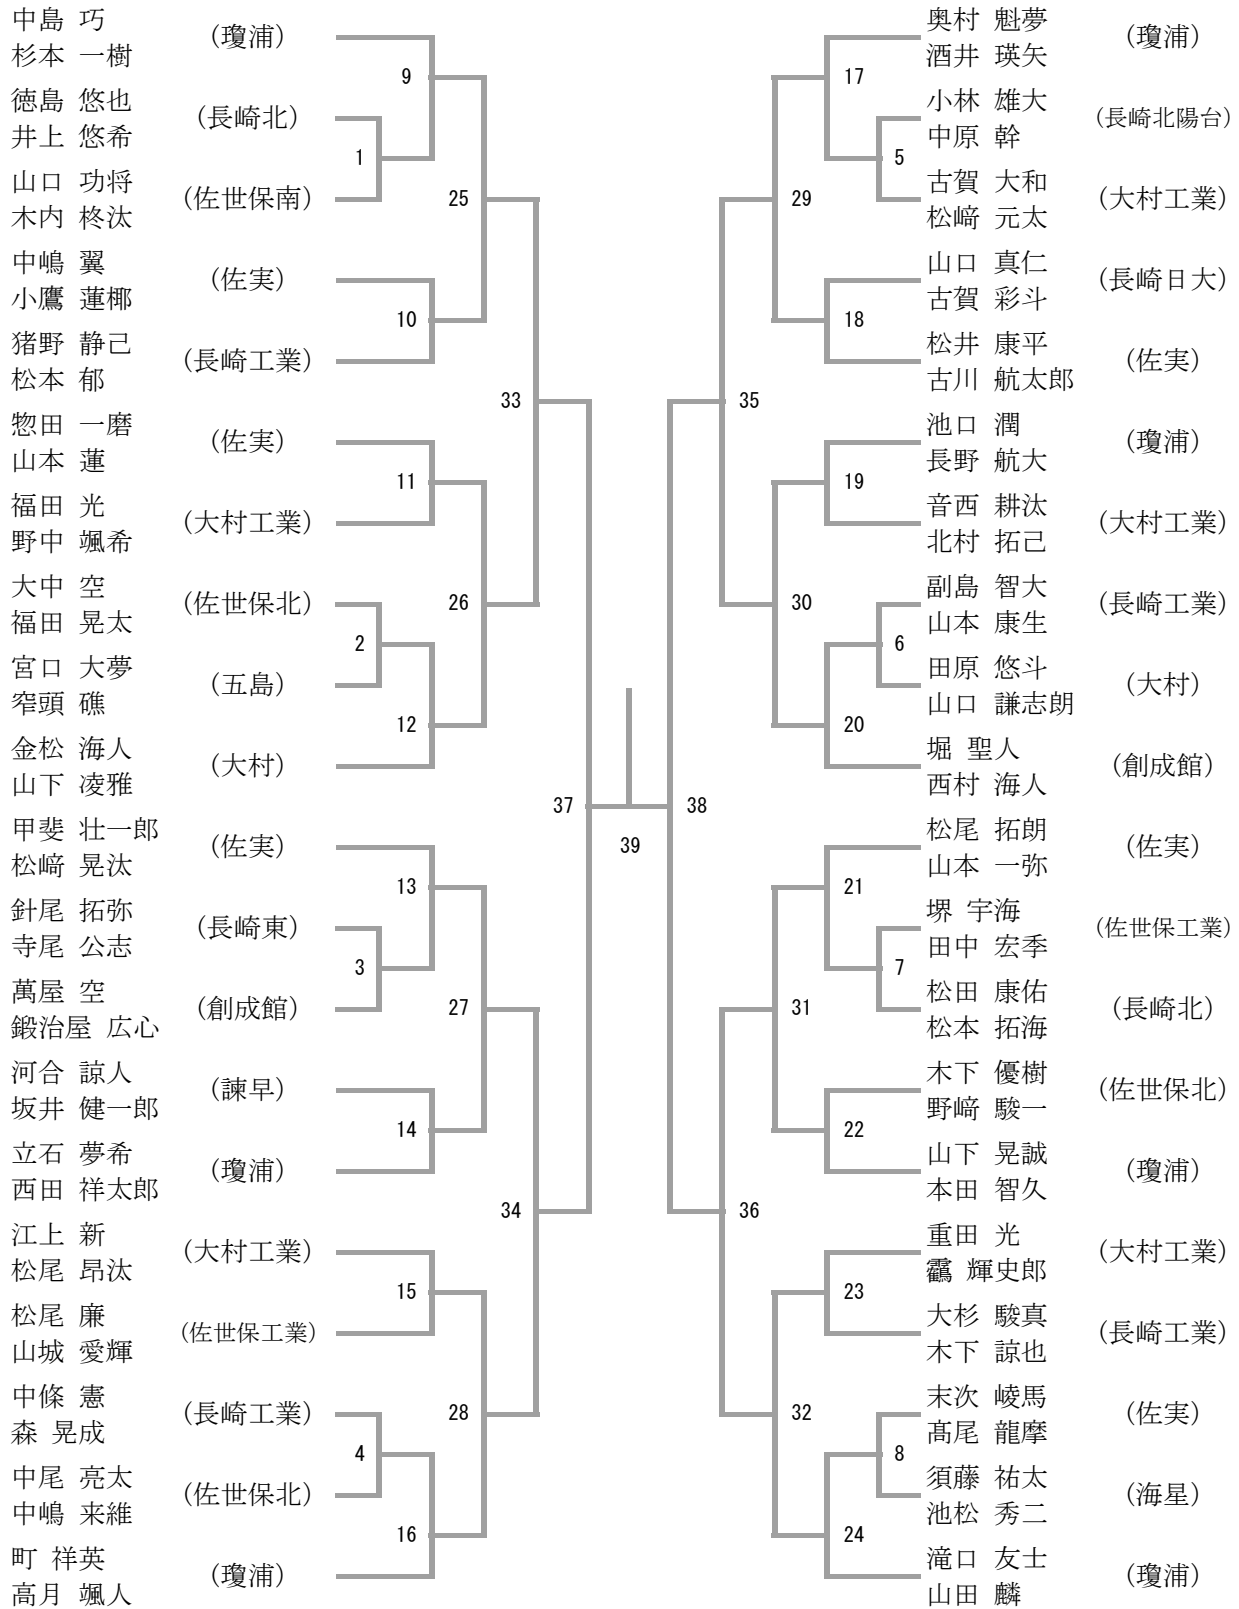 中島 巧
杉本 一樹
(瓊浦)
徳島 悠也
井上 悠希
(長崎北)
山口 功将
木内 柊汰
(佐世保南)
中嶋 翼
小鷹 蓮椰
(佐実)
猪野 静己
松本 郁
(長崎工業)
惣田 一磨
山本 蓮
(佐実)
福田 光
野中 颯希
(大村工業)
大中 空
福田 晃太
(佐世保北)
宮口 大夢
窄頭 礁
(五島)
金松 海人
山下 凌雅
(大村)
甲斐 壮一郎
松﨑 晃汰
(佐実)
針尾 拓弥
寺尾 公志
(長崎東)
萬屋 空
鍛治屋 広心
(創成館)
河合 諒人
坂井 健一郎
(諫早)
立石 夢希
西田 祥太郎
(瓊浦)
江上 新
松尾 昂汰
(大村工業)
松尾 廉
山城 愛輝
(佐世保工業)
中條 憲
森 晃成
(長崎工業)
中尾 亮太
中嶋 来維
(佐世保北)
町 祥英
高月 颯人
(瓊浦)
1
2
3
4
9
10
11
12
13
14
15
16
25
26
27
28
33
34
37
39
38
35
36
29
30
31
32
17
18
19
20
21
22
23
24
5
6
7
8
奥村 魁夢
酒井 瑛矢
(瓊浦)
小林 雄大
中原 幹
(長崎北陽台)
古賀 大和
松﨑 元太
(大村工業)
山口 真仁
古賀 彩斗
(長崎日大)
松井 康平
古川 航太郎
(佐実)
池口 潤
長野 航大
(瓊浦)
音西 耕汰
北村 拓己
(大村工業)
副島 智大
山本 康生
(長崎工業)
田原 悠斗
山口 謙志朗
(大村)
堀 聖人
西村 海人
(創成館)
松尾 拓朗
山本 一弥
(佐実)
堺 宇海
田中 宏季
(佐世保工業)
松田 康佑
松本 拓海
(長崎北)
木下 優樹
野﨑 駿一
(佐世保北)
山下 晃誠
本田 智久
(瓊浦)
重田 光
靍 輝史郎
(大村工業)
大杉 駿真
木下 諒也
(長崎工業)
末次 崚馬
髙尾 龍摩
(佐実)
須藤 祐太
池松 秀二
(海星)
滝口 友士
山田 麟
(瓊浦)